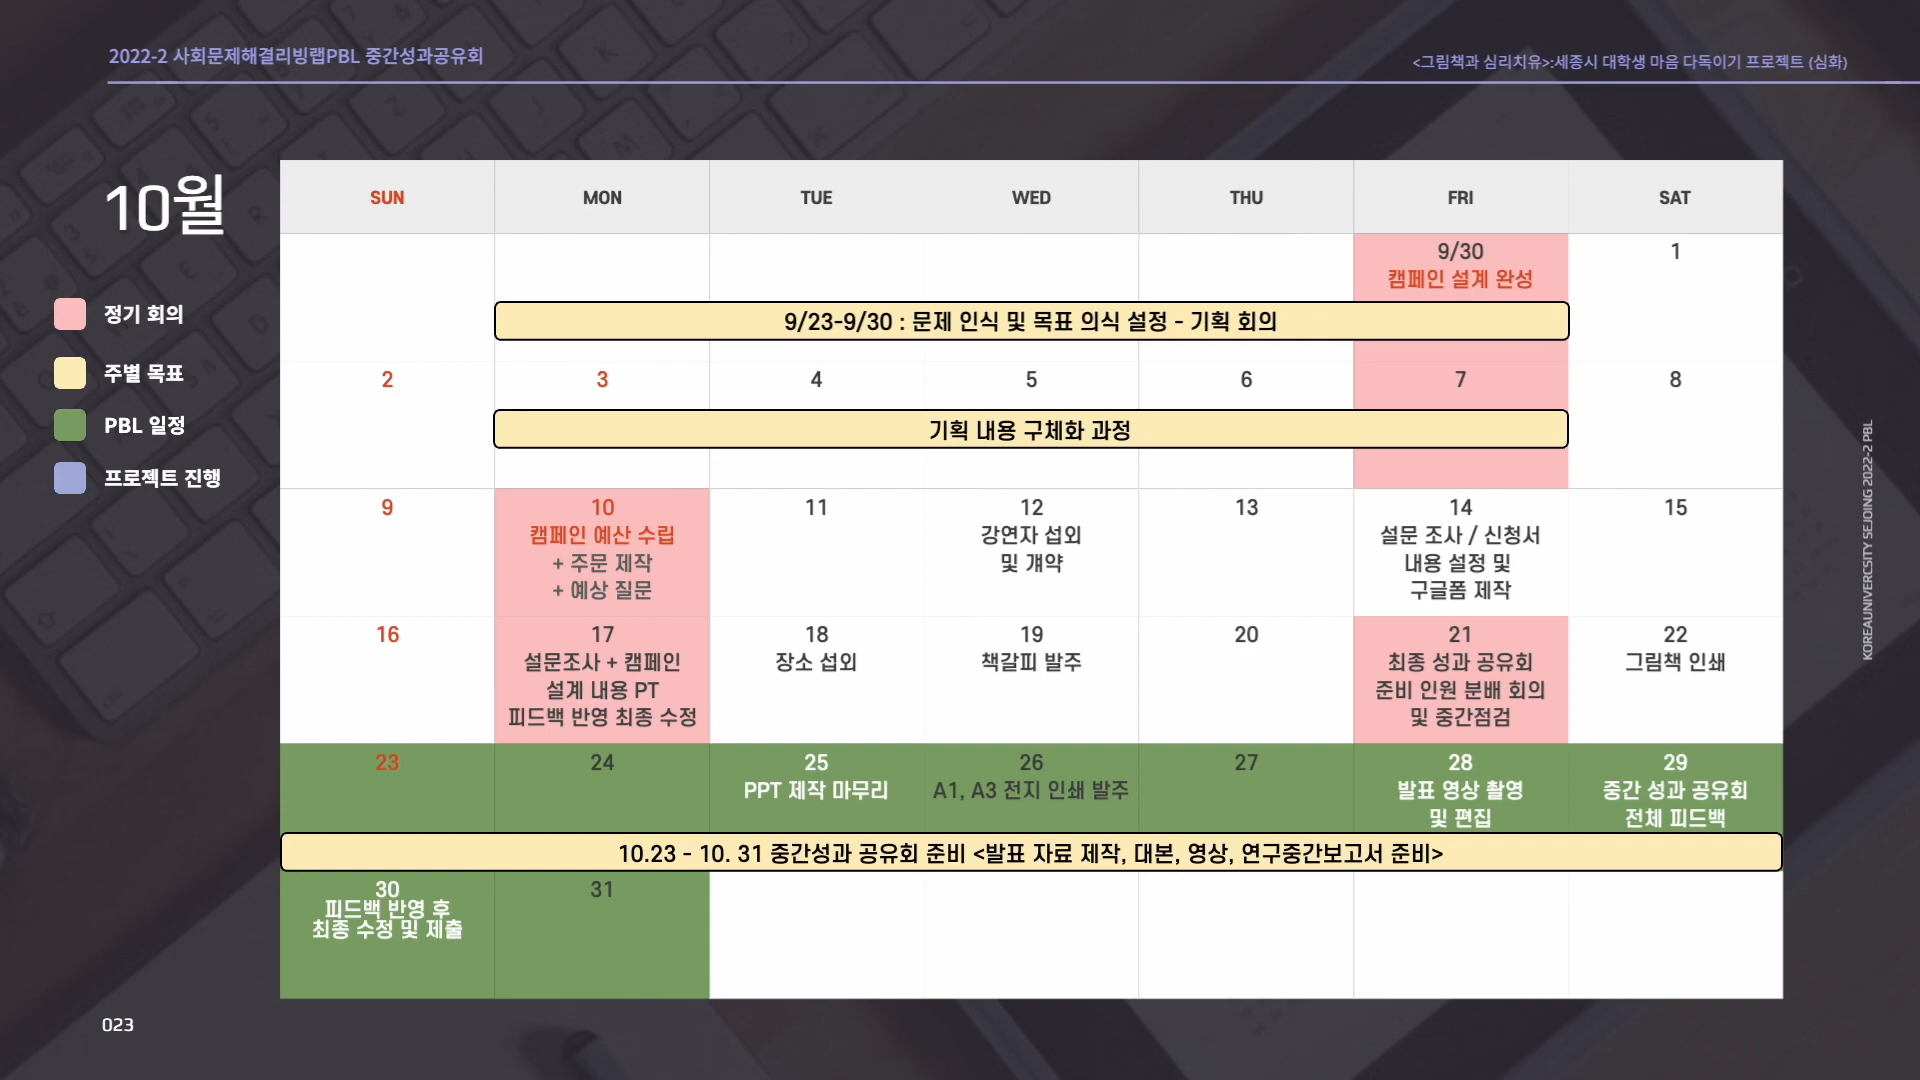 2022-2 사회문제해결리빙랩PBL 중간성과공유회
<그림책과 심리치유>:세종시 대학생 마음 다독이기 프로젝트 (심화)
10월
정기 회의
주별 목표
PBL 일정
프로젝트 진행
SUN MON TUE WED THU FRI SAT
9/30
캠페인 설계 완성
1
9/23-9/30 : 문제 인식 및 목표 의식 설정 - 기획 회의
2 3 4 5 6 7 8
기획 내용 구체화 과정
9
10
캠페인 예산 수립
+ 주문 제작
+ 예상 질문
11
12
강연자 섭외
및 걔약
13
14
설문 조사 / 신청서
내용 설정 및
구글폼 제작
15
16
17
설문조사 + 캠페인
설계 내용 PT
피드백 반영 최종 수정
18
장소 섭외
19
책갈피 발주
20
21
최종 성과 공유회
준비 인원 분배 회의
및 중간점검
22
그림책 인쇄
23
24
25
PPT 제작 마무리
26
A1, A3 전지 인쇄 발주
27
28
발표 영상 촬영
및 편집
29
중간 성과 공유회
전체 피드백
10.23 - 10. 31 중간성과 공유회 준비 <발표 자료 제작, 대본, 영상, 연구중간보고서 준비>
30
피드백 반영 후
최종 수정 및 제출
31
KOREAUNIVERCSITY SEJOING 2022-2 PBL
023